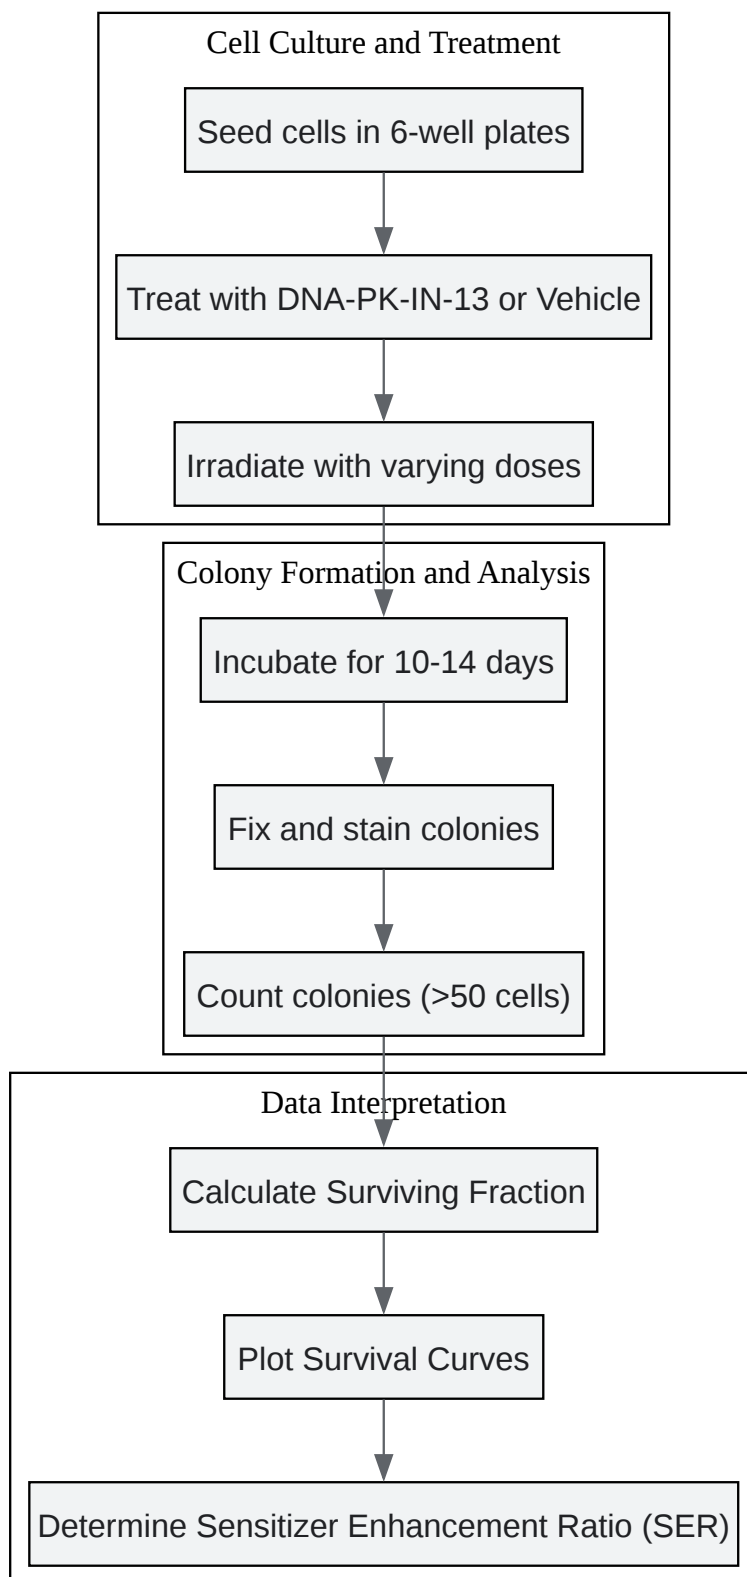 Cell Culture and Treatment
Seed cells in 6-well plates
Treat with DNA-PK-IN-13 or Vehicle
Irradiate with varying doses
Colony Formation and Analysis
Incubate for 10-14 days
Fix and stain colonies
Count colonies (>50 cells)
Data Interpretation
Calculate Surviving Fraction
Plot Survival Curves
Determine Sensitizer Enhancement Ratio (SER)